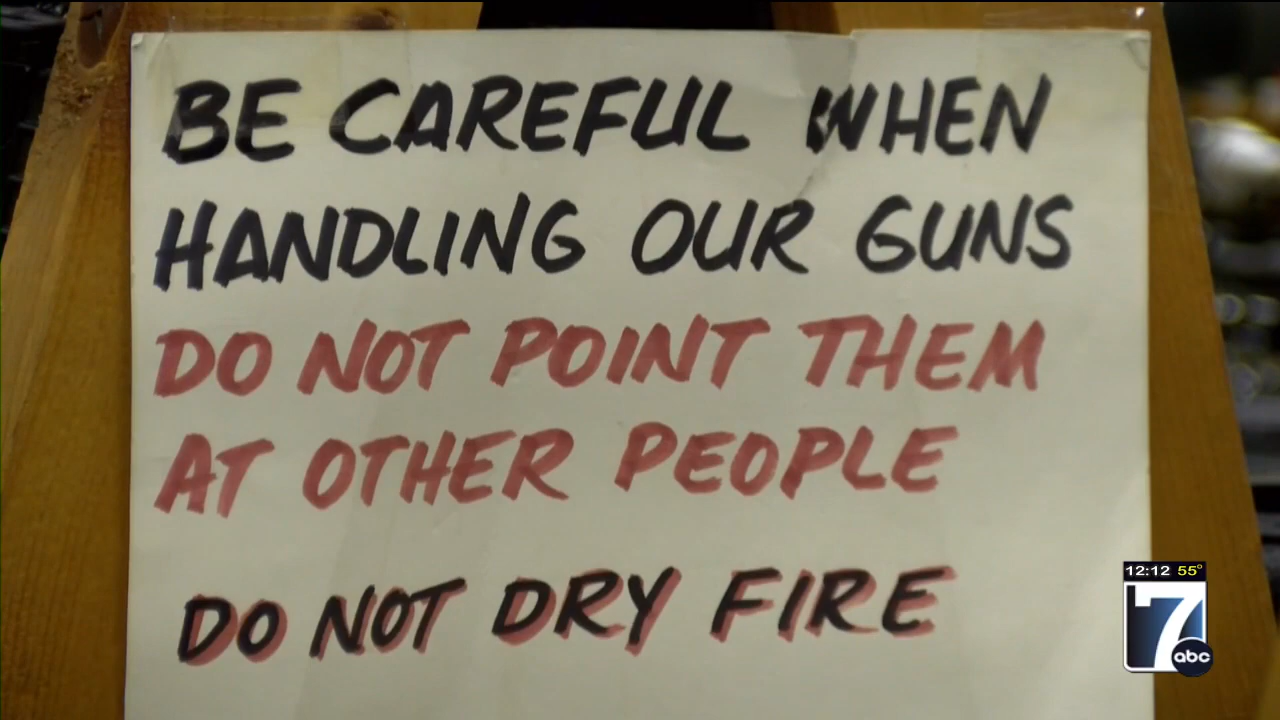 BE CAREFUL WHEN
HANDLING OUR GUNS
DO NOT POINT THEM
AT OTHER PEOPLE
DO NOT DRY FIRE
12:12 55°
7
abc